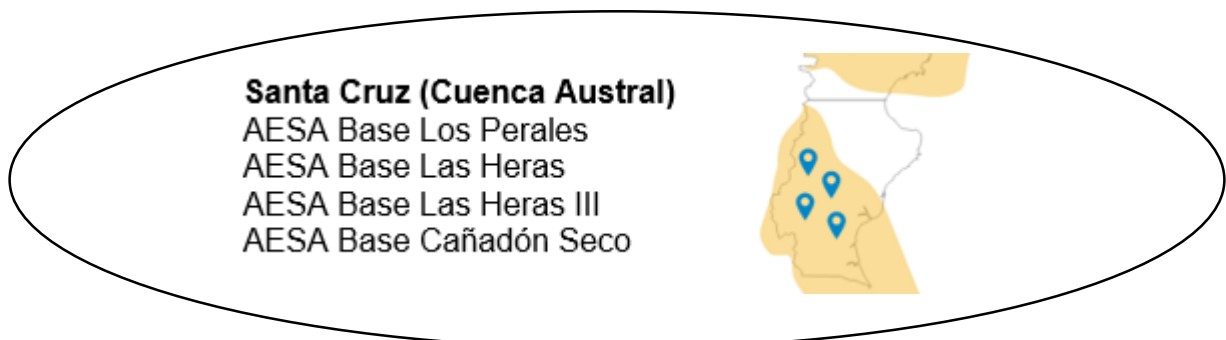 Santa Cruz (Cuenca Austral)
AESA Base Los Perales
AESA Base Las Heras
AESA Base Las Heras III
AESA Base Cañadón Seco